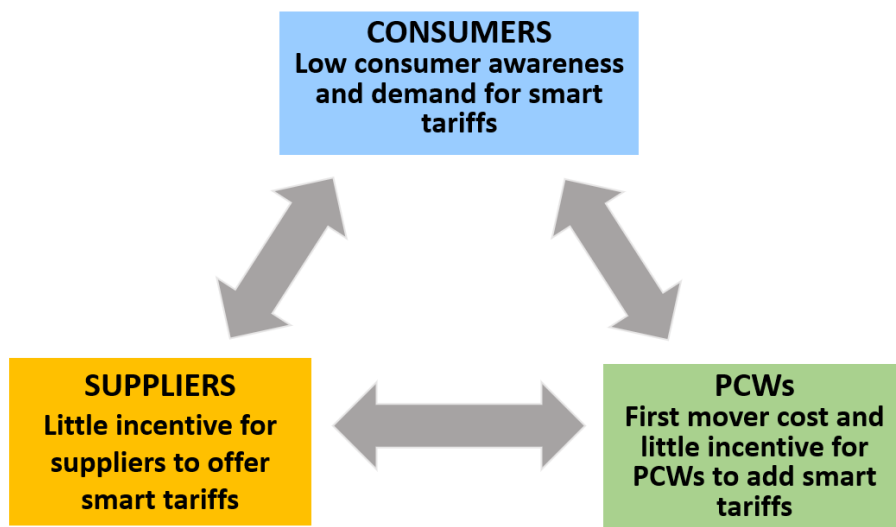 CONSUMERS
Low consumer awareness
and demand for smart
tariffs
SUPPLIERS
Little incentive for
suppliers to offer
smart tariffs
PCWs
First mover cost and
little incentive for
PCWs to add smart
tariffs